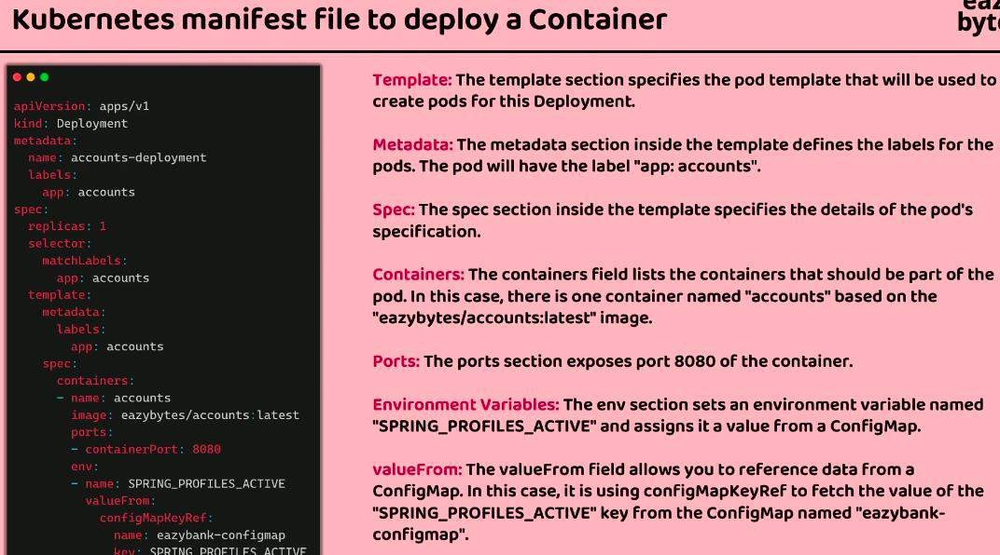 Kubernetes manifest file to deploy a Container
apiVersion: apps/v1
kind: Deployment
metadata:
  name: accounts-deployment
  labels:
    app: accounts
spec:
  replicas: 1
  selector:
    matchLabels:
      app: accounts
  template:
    metadata:
      labels:
        app: accounts
    spec:
      containers:
      - name: accounts
        image: eazybytes/accounts:latest
        ports:
        - containerPort: 8080
        env:
        - name: SPRING_PROFILES_ACTIVE
          valueFrom:
            configMapKeyRef:
              name: eazybank-configmap
              key: SPRING_PROFILES_ACTIVE
Template: The template section specifies the pod template that will be used to
create pods for this Deployment.
Metadata: The metadata section inside the template defines the labels for the
pods. The pod will have the label "app: accounts".
Spec: The spec section inside the template specifies the details of the pod's
specification.
Containers: The containers field lists the containers that should be part of the
pod. In this case, there is one container named "accounts" based on the
"eazybytes/accounts:latest" image.
Ports: The ports section exposes port 8080 of the container.
Environment Variables: The env section sets an environment variable named
"SPRING_PROFILES_ACTIVE" and assigns it a value from a ConfigMap.
valueFrom: The valueFrom field allows you to reference data from a
ConfigMap. In this case, it is using configMapKeyRef to fetch the value of the
"SPRING_PROFILES_ACTIVE" key from the ConfigMap named "eazybank-
configmap".